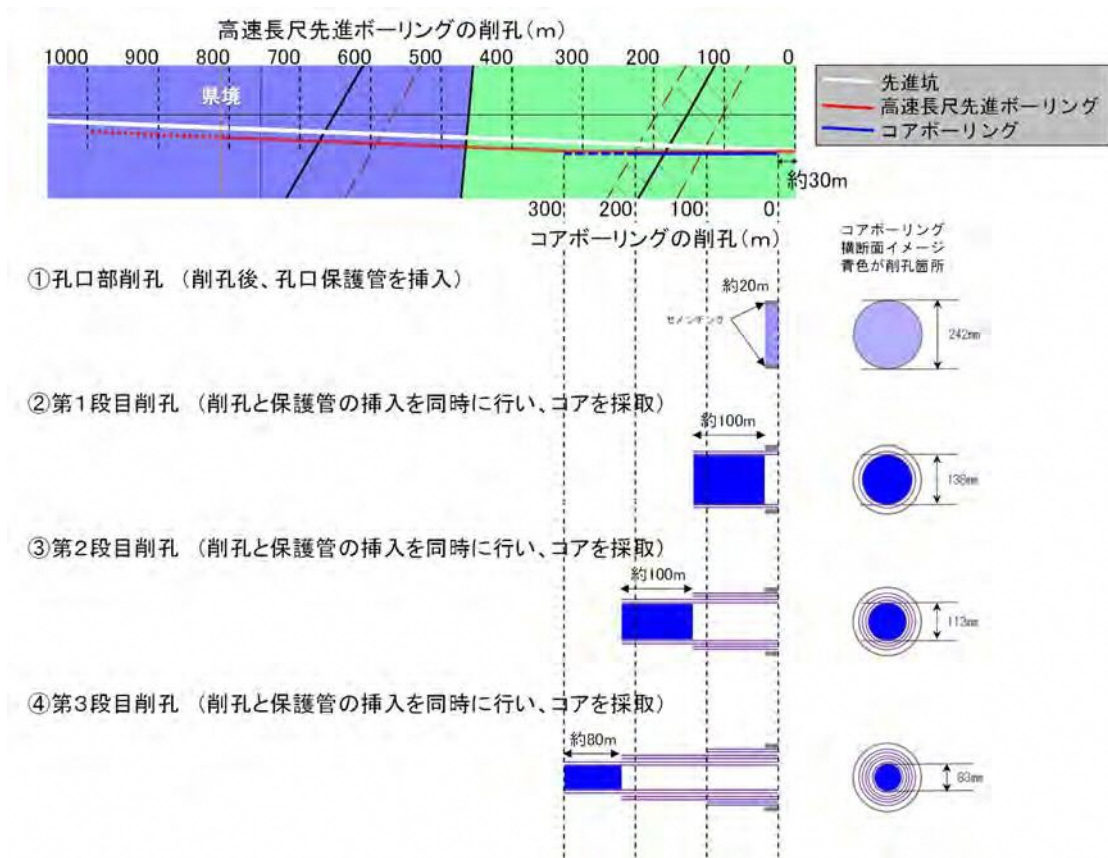 高速長尺先進ボーリングの削孔(m)
1000 900 800 700 600 500 400 300 200 100 0
県境
先進坑
高速長尺先進ボーリング
コアボーリング
約30m
300 200 100 0
コアボーリングの削孔(m)
コアボーリング
横断面イメージ
青色が削孔箇所
①孔口部削孔 (削孔後、孔口保護管を挿入)
約20m
セメンチング
242mm
②第1段目削孔 (削孔と保護管の挿入を同時に行い、コアを採取)
約100m
138mm
③第2段目削孔 (削孔と保護管の挿入を同時に行い、コアを採取)
約100m
113mm
④第3段目削孔 (削孔と保護管の挿入を同時に行い、コアを採取)
約80m